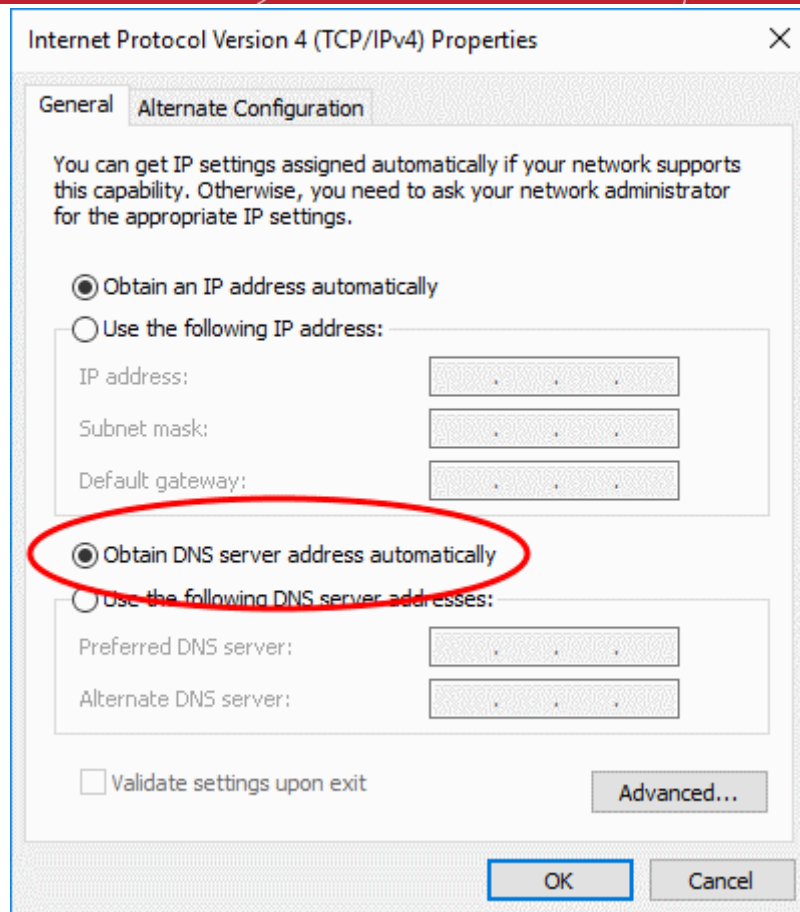 Internet Protocol Version 4 (TCP/IPv4) Properties
General
Alternate Configuration
You can get IP settings assigned automatically if your network supports
this capability. Otherwise, you need to ask your network administrator
for the appropriate IP settings.
Obtain an IP address automatically
Use the following IP address:
IP address:
Subnet mask:
Default gateway:
Obtain DNS server address automatically
Use the following DNS server addresses:
Preferred DNS server:
Alternate DNS server:
Validate settings upon exit
Advanced...
OK
Cancel